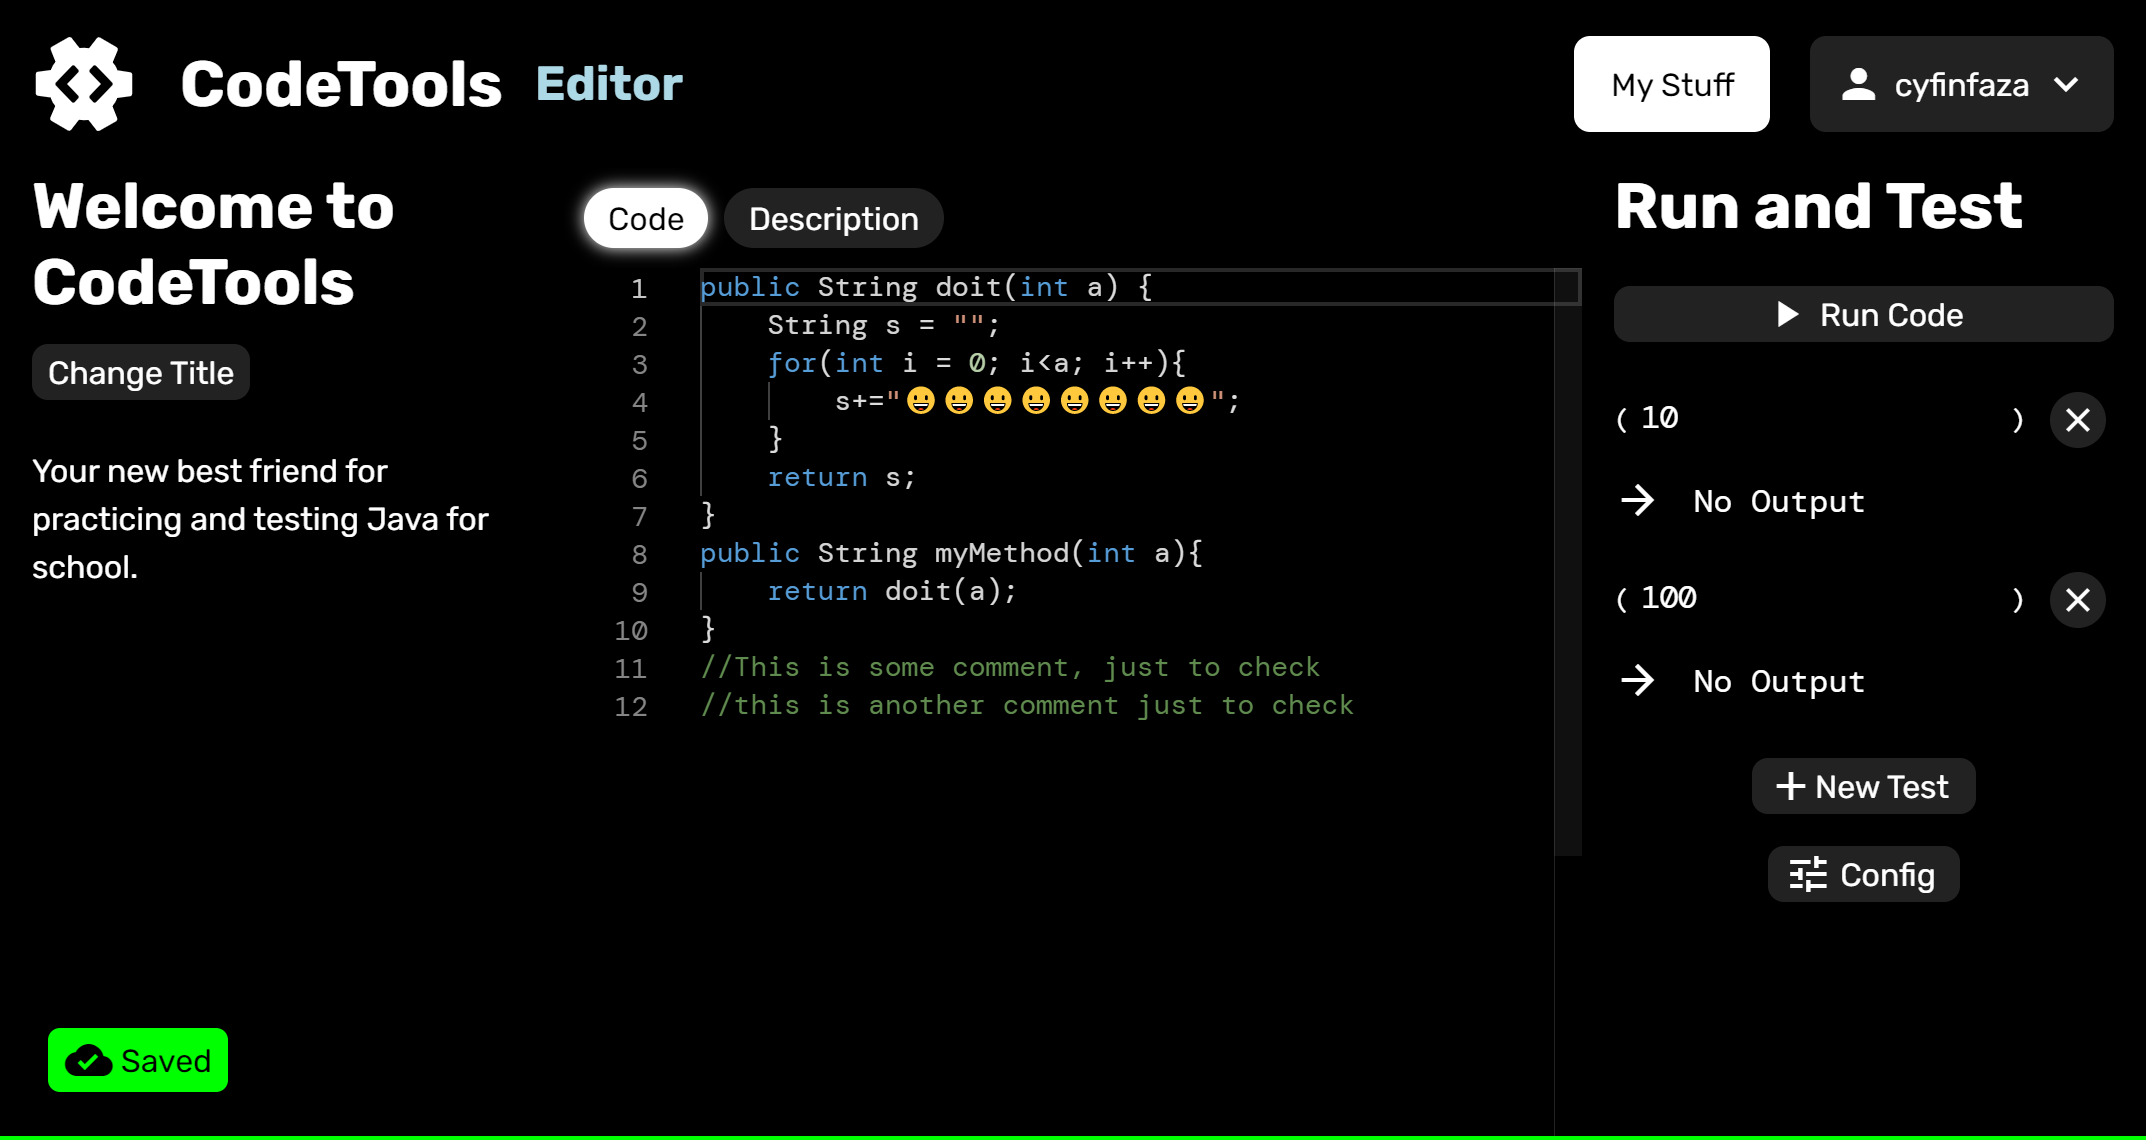 CodeTools Editor
My Stuff
cyfinfaza
Welcome to
CodeTools
Change Title
Your new best friend for
practicing and testing Java for
school.
Saved
Code
Description
1 public String doit(int a) {
2     String s = "";
3     for(int i = 0; i<a; i++){
4         s+="😀😀😀😀😀😀😀😀";
5     }
6     return s;
7 }
8 public String myMethod(int a){
9     return doit(a);
10 }
11 //This is some comment, just to check
12 //this is another comment just to check
Run and Test
Run Code
( 10 )
No Output
( 100 )
No Output
New Test
Config